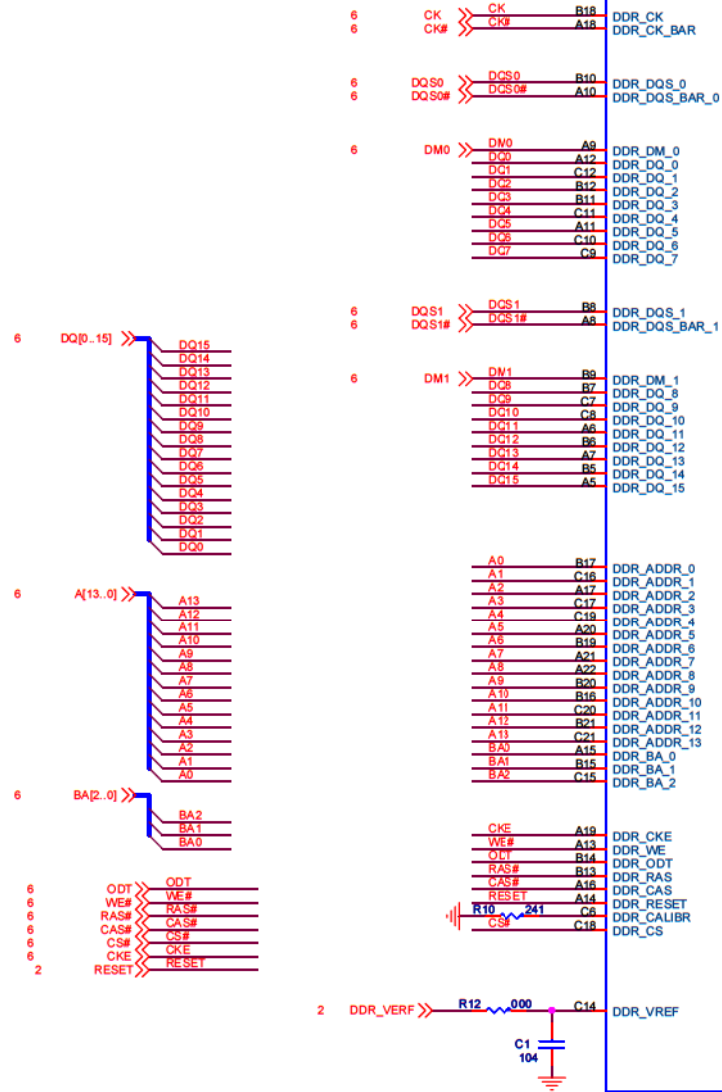 6 CK CK B18 DDR_CK
6 CK# CK# A18 DDR_CK_BAR
6 DQS0 DQS0 B10 DDR_DQS_0
6 DQS0# DQS0# A10 DDR_DQS_BAR_0
6 DM0 DM0 A9 DDR_DM_0
DQ0 A12 DDR_DQ_0
DQ1 C12 DDR_DQ_1
DQ2 B12 DDR_DQ_2
DQ3 B11 DDR_DQ_3
DQ4 C11 DDR_DQ_4
DQ5 A11 DDR_DQ_5
DQ6 C10 DDR_DQ_6
DQ7 C9 DDR_DQ_7
6 DQS1 DQS1 B8 DDR_DQS_1
6 DQS1# DQS1# A8 DDR_DQS_BAR_1
6 DM1 DM1 B9 DDR_DM_1
DQ8 B7 DDR_DQ_8
DQ9 C7 DDR_DQ_9
DQ10 C8 DDR_DQ_10
DQ11 A6 DDR_DQ_11
DQ12 B6 DDR_DQ_12
DQ13 A7 DDR_DQ_13
DQ14 B5 DDR_DQ_14
DQ15 A5 DDR_DQ_15
6 DQ[0..15]
DQ15
DQ14
DQ13
DQ12
DQ11
DQ10
DQ9
DQ8
DQ7
DQ6
DQ5
DQ4
DQ3
DQ2
DQ1
DQ0
A0 B17 DDR_ADDR_0
A1 C16 DDR_ADDR_1
A2 A17 DDR_ADDR_2
A3 C17 DDR_ADDR_3
A4 C19 DDR_ADDR_4
A5 A20 DDR_ADDR_5
A6 B19 DDR_ADDR_6
A7 A21 DDR_ADDR_7
A8 A22 DDR_ADDR_8
A9 B20 DDR_ADDR_9
A10 B16 DDR_ADDR_10
A11 C20 DDR_ADDR_11
A12 B21 DDR_ADDR_12
A13 C21 DDR_ADDR_13
BA0 A15 DDR_BA_0
BA1 B15 DDR_BA_1
BA2 C15 DDR_BA_2
6 A[13..0]
A13
A12
A11
A10
A9
A8
A7
A6
A5
A4
A3
A2
A1
A0
6 BA[2..0]
BA2
BA1
BA0
CKE A19 DDR_CKE
WE# A13 DDR_WE
ODT B14 DDR_ODT
RAS# B13 DDR_RAS
CAS# A16 DDR_CAS
RESET A14 DDR_RESET
R10 241 C6 DDR_CALIBR
CS# C18 DDR_CS
6 ODT ODT
6 WE# WE#
6 RAS# RAS#
6 CAS# CAS#
6 CS# CS#
6 CKE CKE
2 RESET RESET
2 DDR_VERF R12 000 C14 DDR_VREF
C1
104